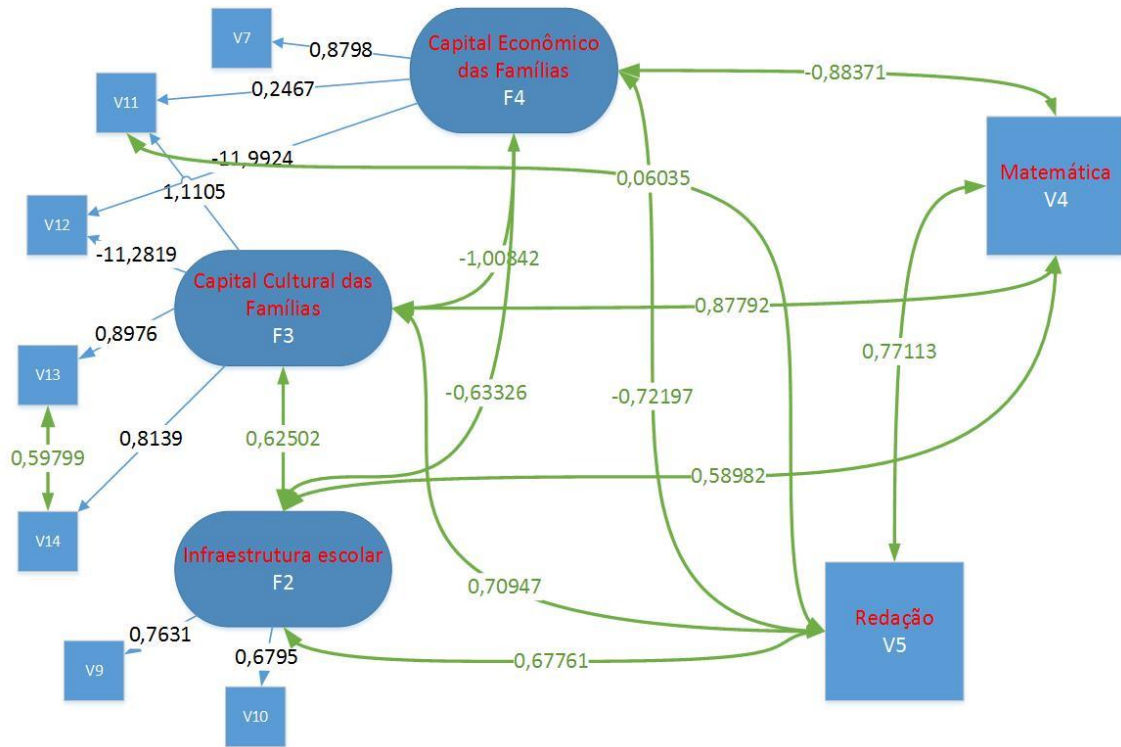 V7
0,8798
Capital Econômico
das Famílias
F4
-0,88371
V11
0,2467
-11,9924
0,06035
Matemática
V4
1,1105
V12
-11,2819
Capital Cultural das
Famílias
F3
-1,00842
0,87792
0,8976
V13
0,77113
-0,63326
-0,72197
0,8139
0,62502
0,59799
0,58982
V14
Infraestrutura escolar
F2
0,70947
Redação
V5
0,7631
0,6795
0,67761
V9
V10